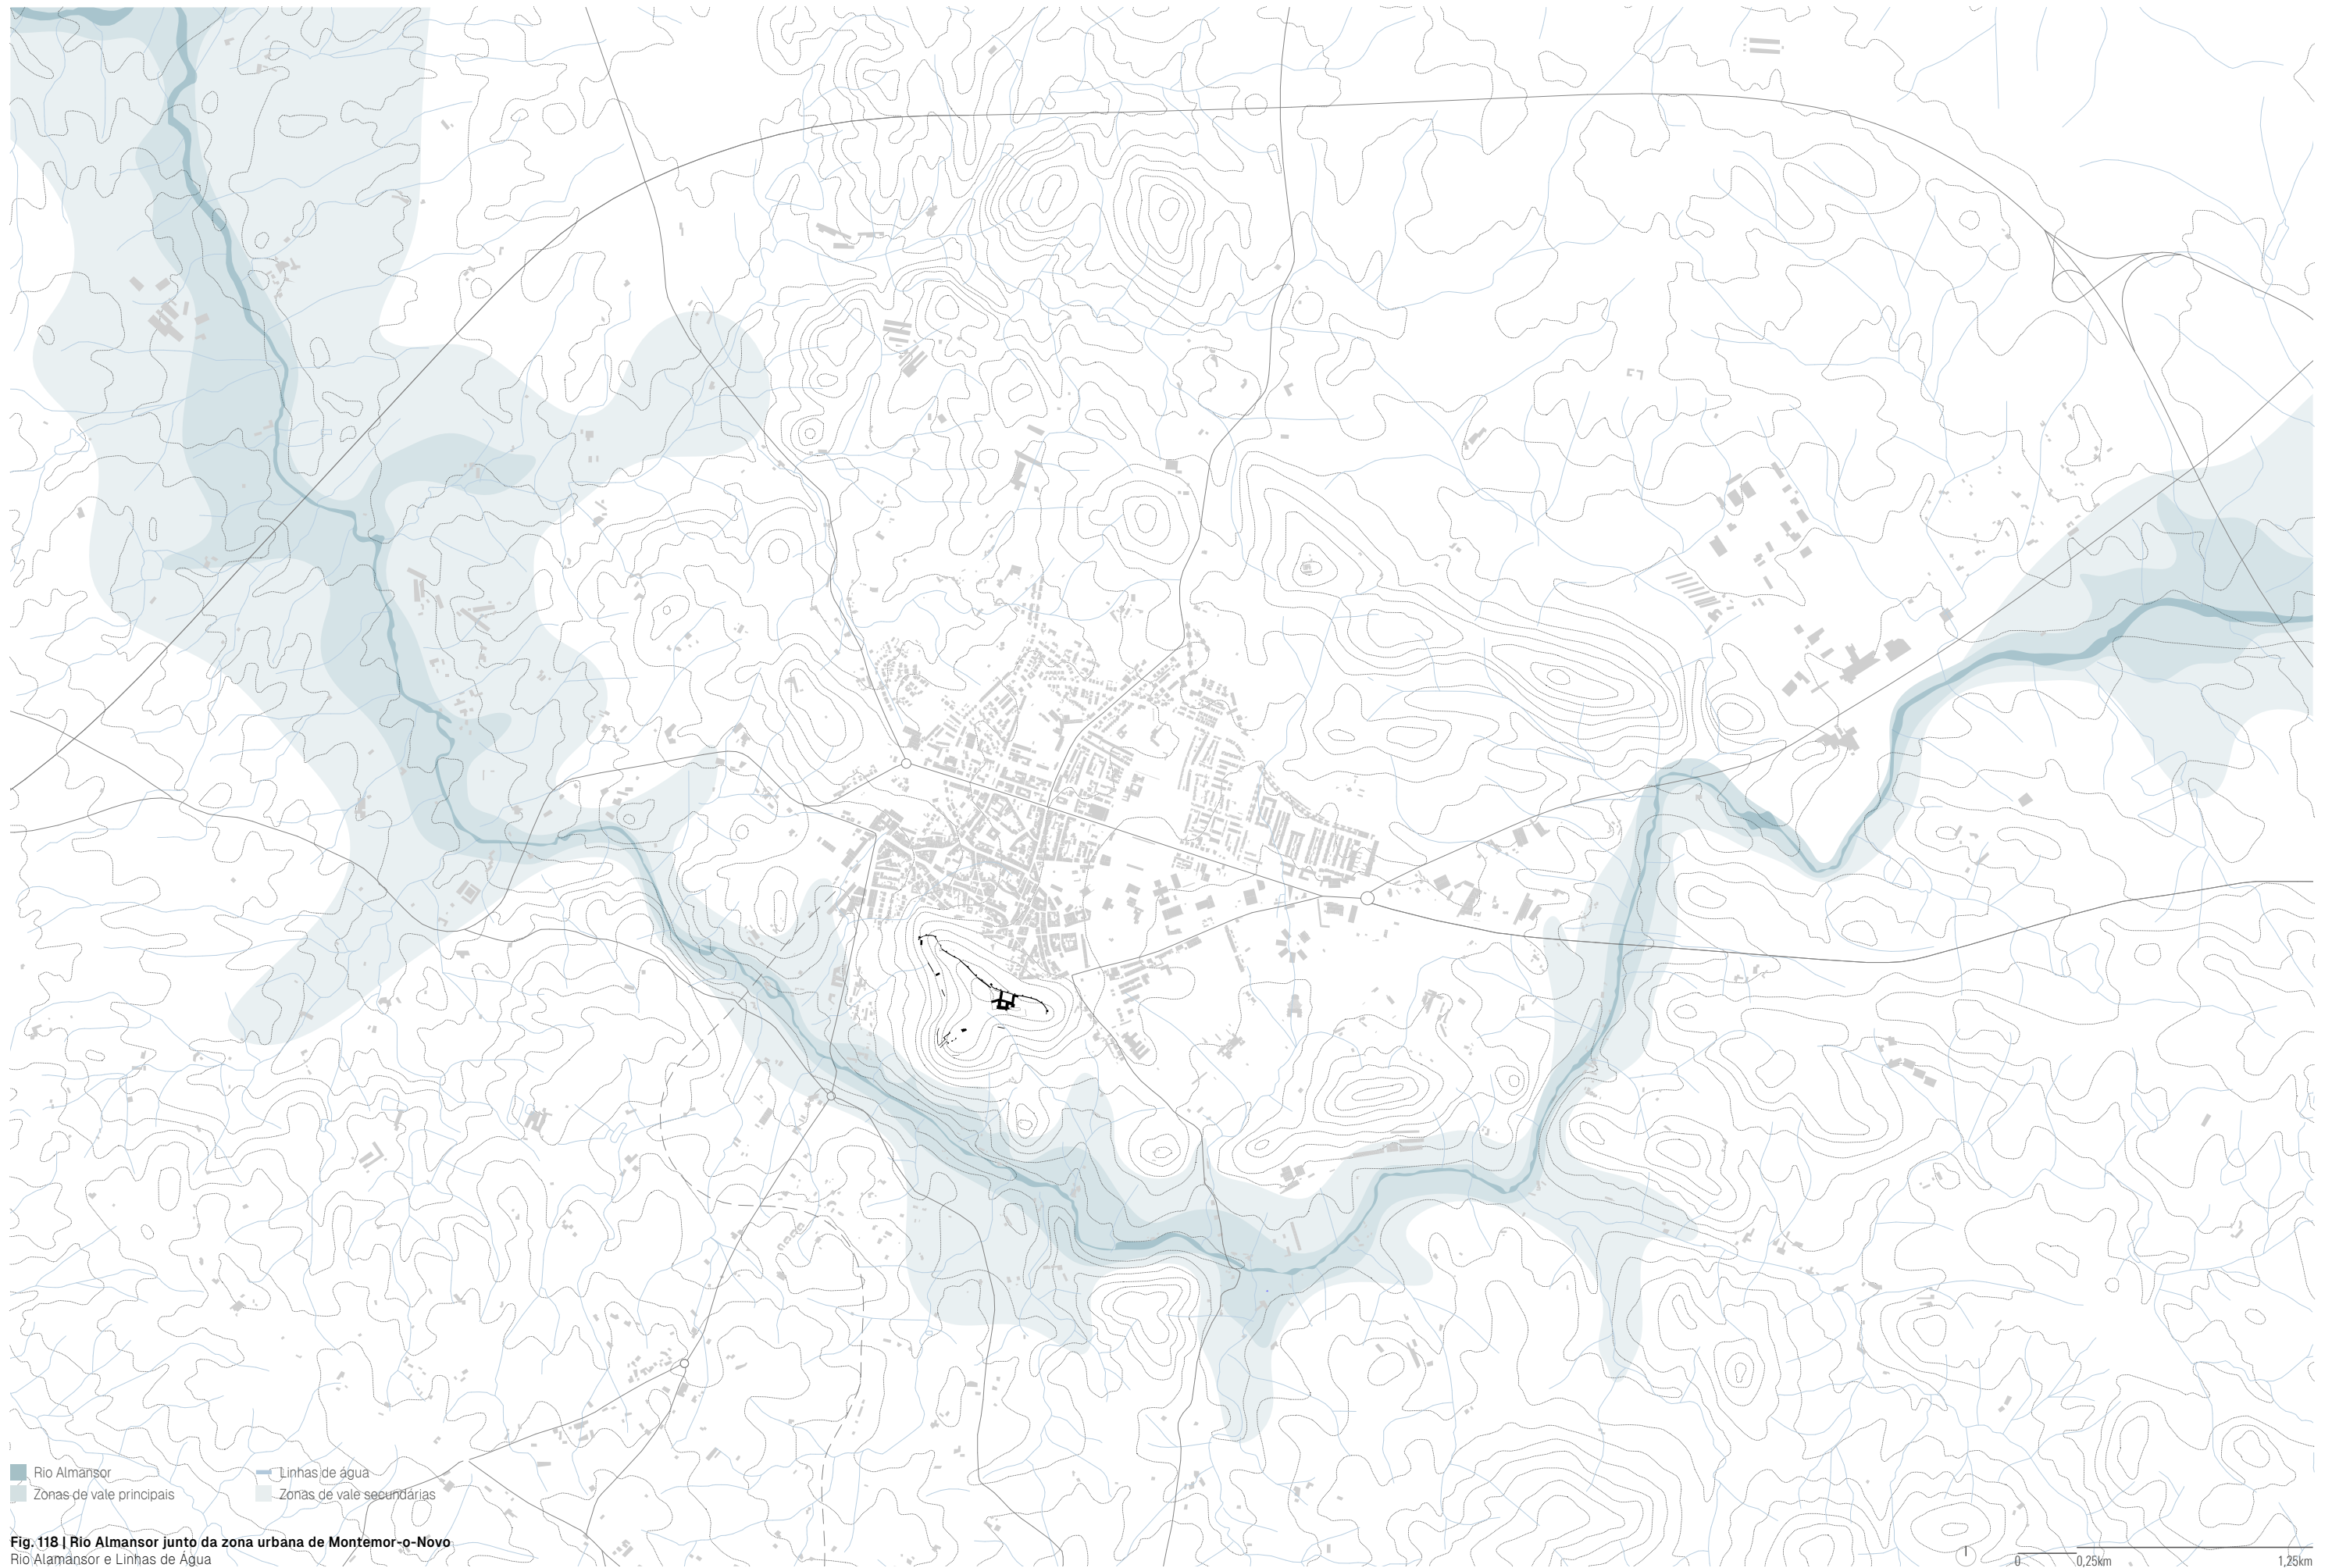 Rio Almansor
Linhas de água
Zonas de vale principais
Zonas de vale secundárias
Fig. 118 | Rio Almansor junto da zona urbana de Montemor-o-Novo
Rio Alamansor e Linhas de Água
0 0,25km 1,25km